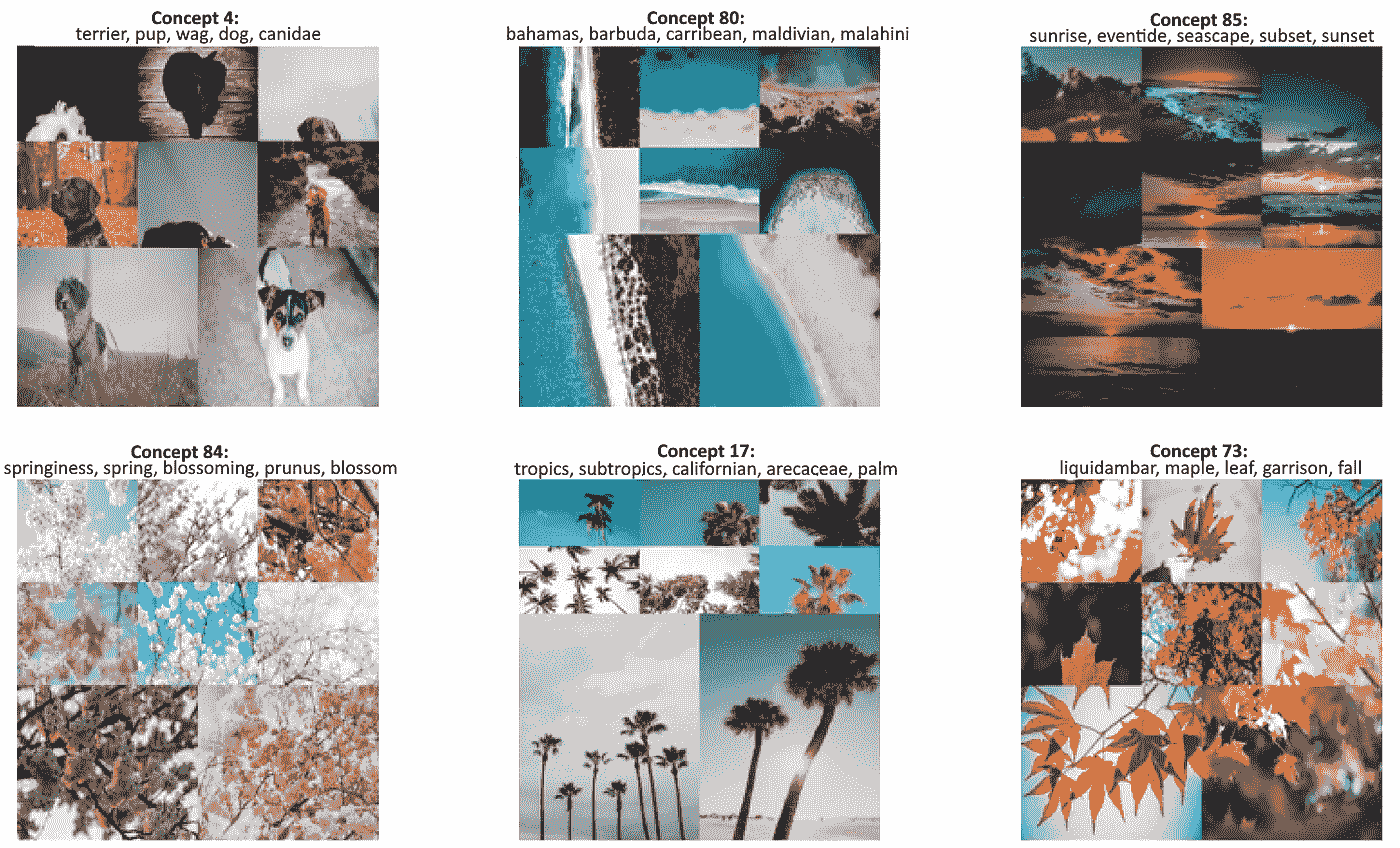 Concept 4:
terrier, pup, wag, dog, canidae
Concept 80:
bahamas, barbuda, carribean, maldivian, malahini
Concept 85:
sunrise, eventide, seascape, subset, sunset
Concept 84:
springiness, spring, blossoming, prunus, blossom
Concept 17:
tropics, subtropics, californian, arecaceae, palm
Concept 73:
liquidambar, maple, leaf, garrison, fall